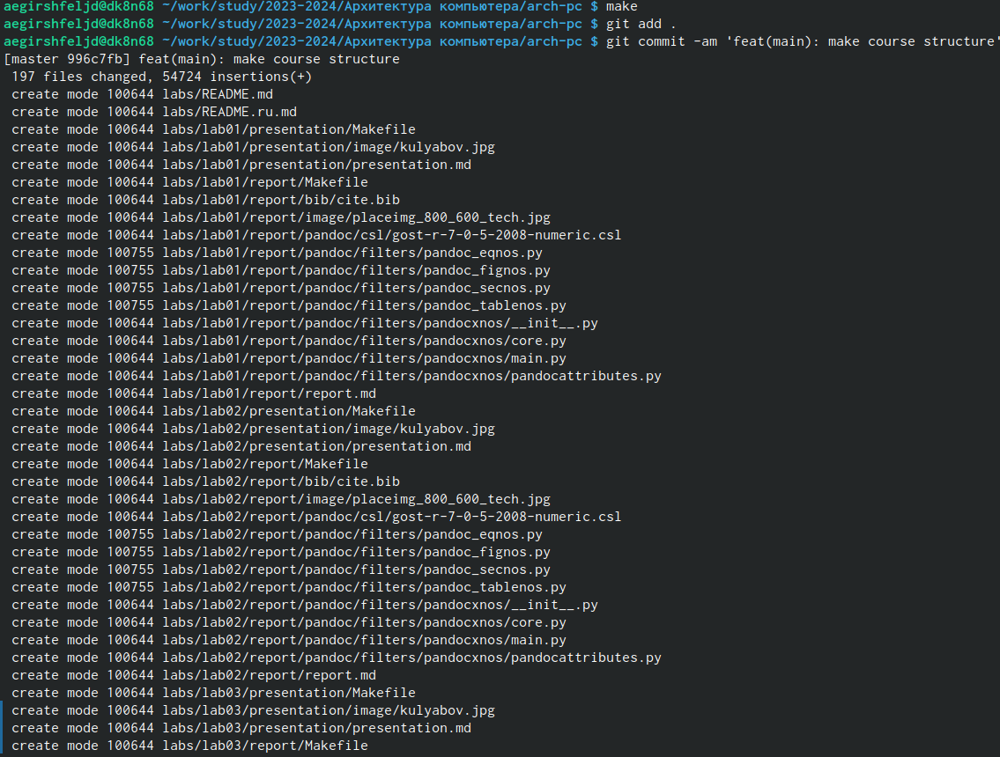 aegirshfeljd@dk8n68 ~/work/study/2023-2024/Архитектура компьютера/arch-pc $ make
aegirshfeljd@dk8n68 ~/work/study/2023-2024/Архитектура компьютера/arch-pc $ git add .
aegirshfeljd@dk8n68 ~/work/study/2023-2024/Архитектура компьютера/arch-pc $ git commit -am 'feat(main): make course structure'
[master 996c7fb] feat(main): make course structure
 197 files changed, 54724 insertions(+)
 create mode 100644 labs/README.md
 create mode 100644 labs/README.ru.md
 create mode 100644 labs/lab01/presentation/Makefile
 create mode 100644 labs/lab01/presentation/image/kulyabov.jpg
 create mode 100644 labs/lab01/presentation/presentation.md
 create mode 100644 labs/lab01/report/Makefile
 create mode 100644 labs/lab01/report/bib/cite.bib
 create mode 100644 labs/lab01/report/image/placeimg_800_600_tech.jpg
 create mode 100644 labs/lab01/report/pandoc/csl/gost-r-7-0-5-2008-numeric.csl
 create mode 100755 labs/lab01/report/pandoc/filters/pandoc_eqnos.py
 create mode 100755 labs/lab01/report/pandoc/filters/pandoc_fignos.py
 create mode 100755 labs/lab01/report/pandoc/filters/pandoc_secnos.py
 create mode 100755 labs/lab01/report/pandoc/filters/pandoc_tablenos.py
 create mode 100644 labs/lab01/report/pandoc/filters/pandocxnos/__init__.py
 create mode 100644 labs/lab01/report/pandoc/filters/pandocxnos/core.py
 create mode 100644 labs/lab01/report/pandoc/filters/pandocxnos/main.py
 create mode 100644 labs/lab01/report/pandoc/filters/pandocxnos/pandocattributes.py
 create mode 100644 labs/lab01/report/report.md
 create mode 100644 labs/lab02/presentation/Makefile
 create mode 100644 labs/lab02/presentation/image/kulyabov.jpg
 create mode 100644 labs/lab02/presentation/presentation.md
 create mode 100644 labs/lab02/report/Makefile
 create mode 100644 labs/lab02/report/bib/cite.bib
 create mode 100644 labs/lab02/report/image/placeimg_800_600_tech.jpg
 create mode 100644 labs/lab02/report/pandoc/csl/gost-r-7-0-5-2008-numeric.csl
 create mode 100755 labs/lab02/report/pandoc/filters/pandoc_eqnos.py
 create mode 100755 labs/lab02/report/pandoc/filters/pandoc_fignos.py
 create mode 100755 labs/lab02/report/pandoc/filters/pandoc_secnos.py
 create mode 100755 labs/lab02/report/pandoc/filters/pandoc_tablenos.py
 create mode 100644 labs/lab02/report/pandoc/filters/pandocxnos/__init__.py
 create mode 100644 labs/lab02/report/pandoc/filters/pandocxnos/core.py
 create mode 100644 labs/lab02/report/pandoc/filters/pandocxnos/main.py
 create mode 100644 labs/lab02/report/pandoc/filters/pandocxnos/pandocattributes.py
 create mode 100644 labs/lab02/report/report.md
 create mode 100644 labs/lab03/presentation/Makefile
 create mode 100644 labs/lab03/presentation/image/kulyabov.jpg
 create mode 100644 labs/lab03/presentation/presentation.md
 create mode 100644 labs/lab03/report/Makefile